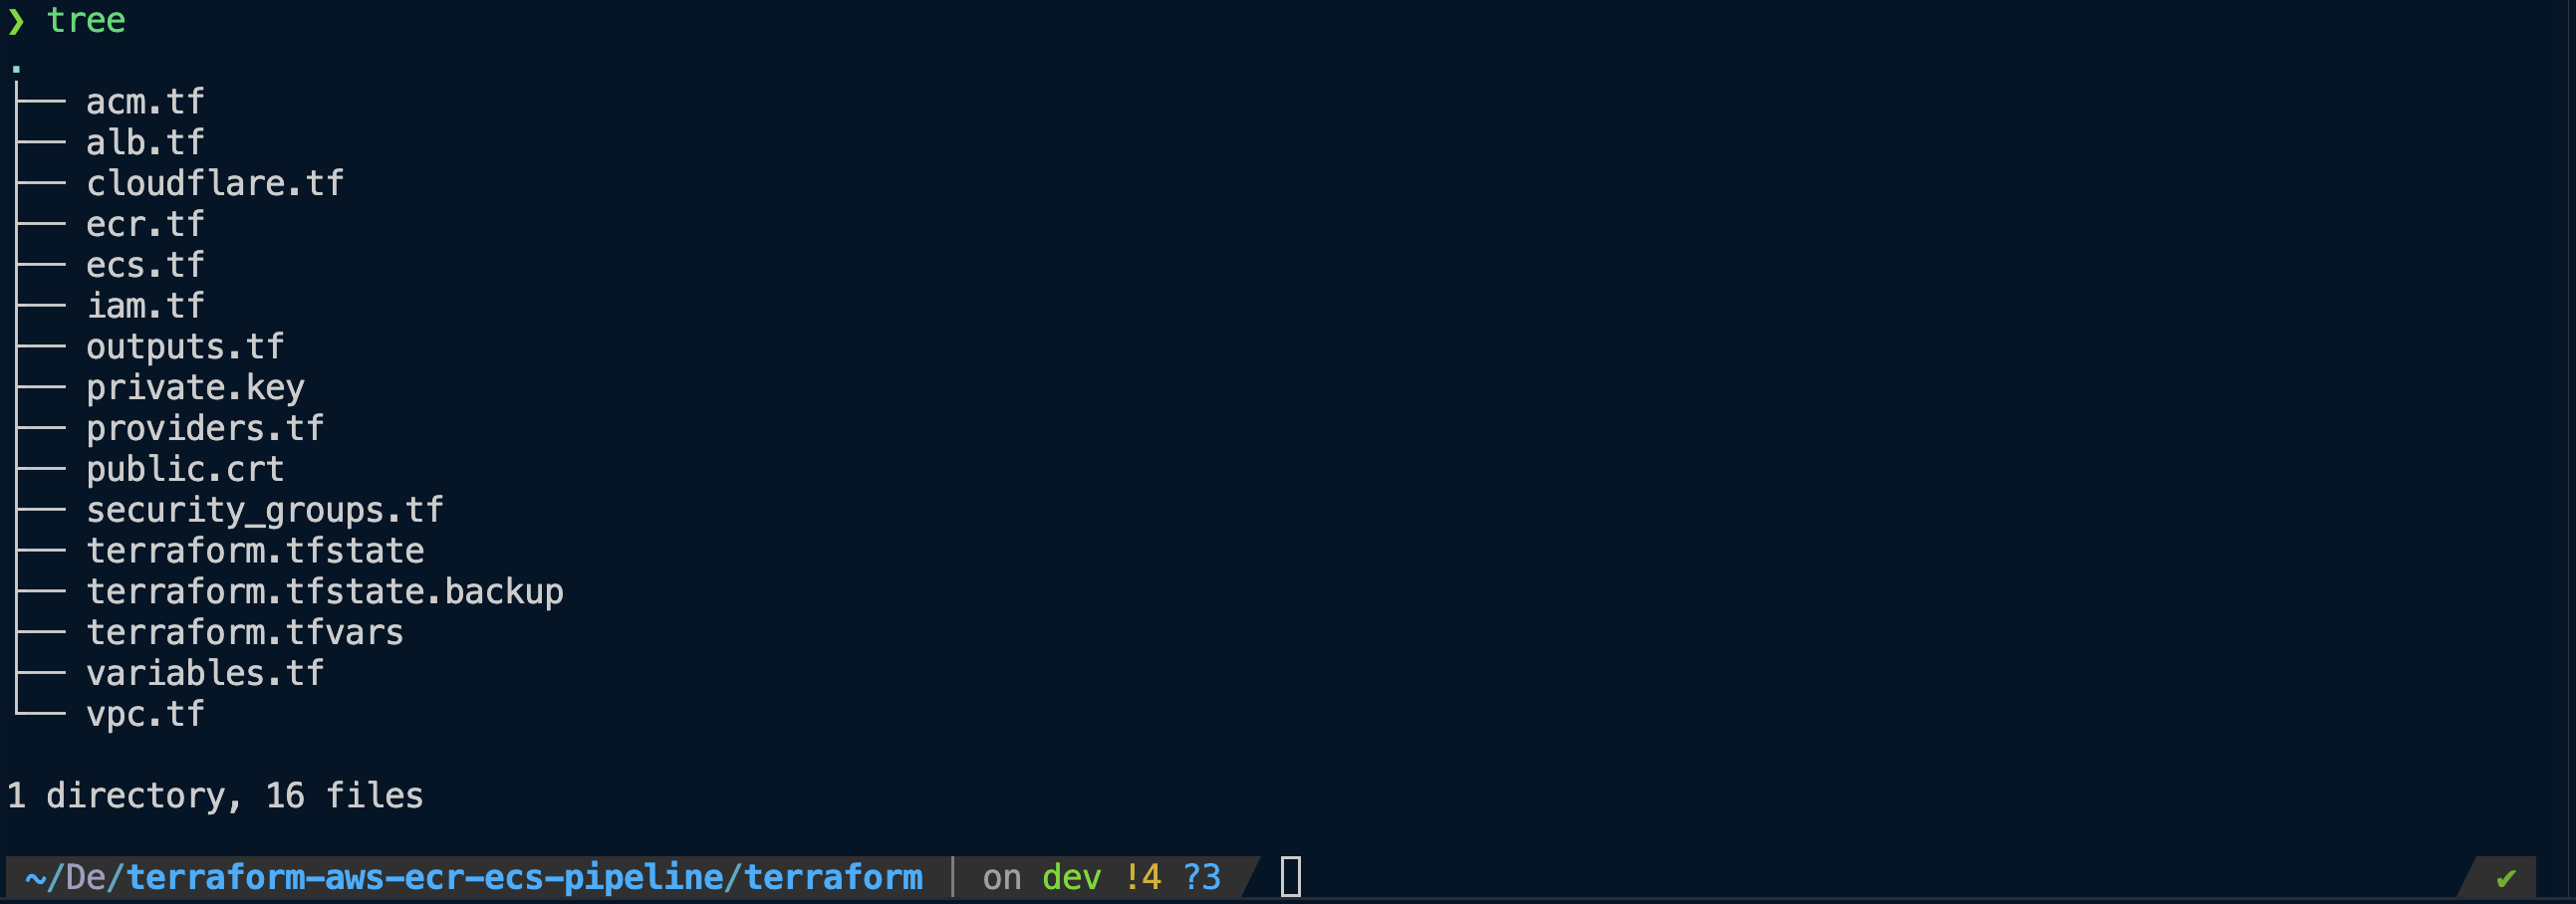 ❯ tree
.
├── acm.tf
├── alb.tf
├── cloudflare.tf
├── ecr.tf
├── ecs.tf
├── iam.tf
├── outputs.tf
├── private.key
├── providers.tf
├── public.crt
├── security_groups.tf
├── terraform.tfstate
├── terraform.tfstate.backup
├── terraform.tfvars
├── variables.tf
└── vpc.tf
1 directory, 16 files
~/De/terraform-aws-ecr-ecs-pipeline/terraform | on dev !4 ?3 ✔